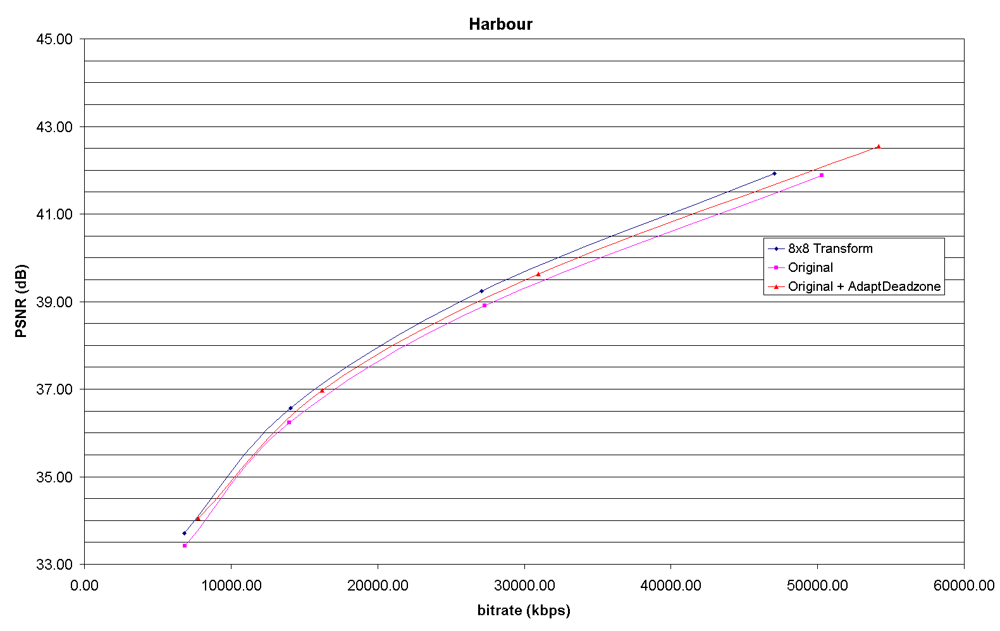 Harbour
45.00
43.00
41.00
39.00
37.00
35.00
33.00
PSNR (dB)
8x8 Transform
Original
Original + AdaptDeadzone
0.00 10000.00 20000.00 30000.00 40000.00 50000.00 60000.00
bitrate (kbps)